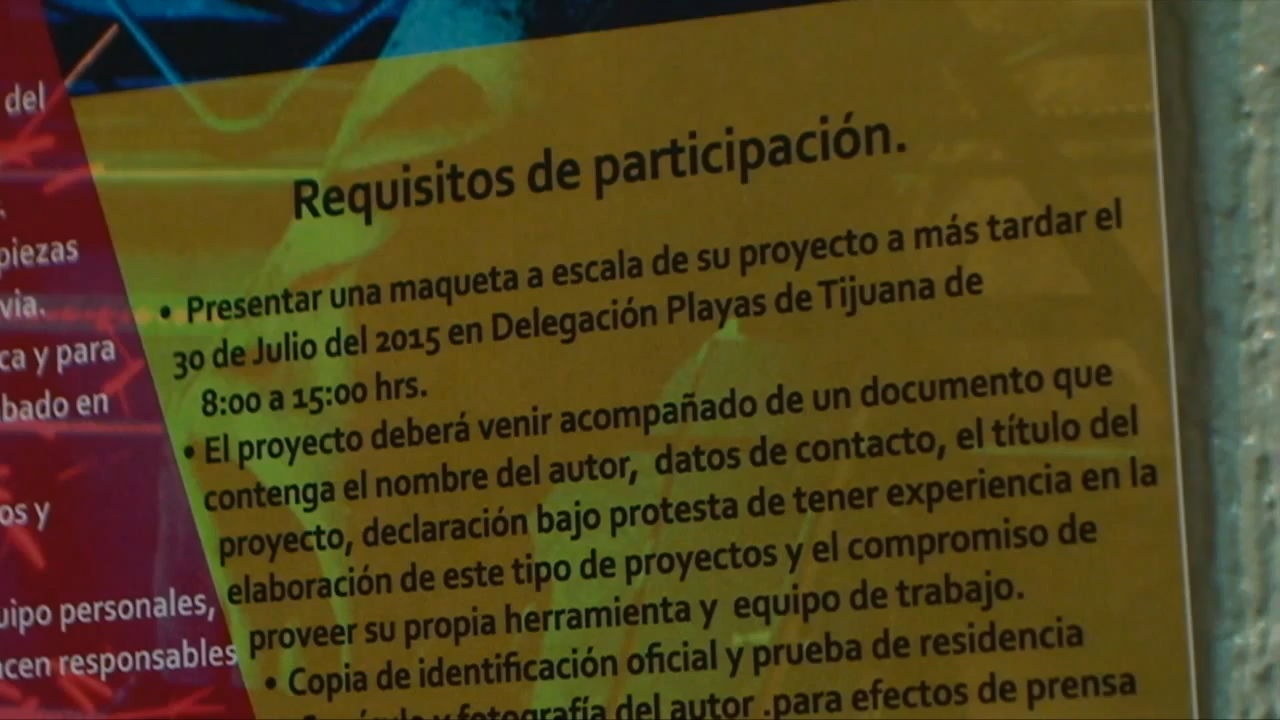 del
piezas
via.
ca y para
bado en
os y
uipo personales,
cen responsables
Requisitos de participación.
• Presentar una maqueta a escala de su proyecto a más tardar el
30 de Julio del 2015 en Delegación Playas de Tijuana de
8:00 a 15:00 hrs.
• El proyecto deberá venir acompañado de un documento que
contenga el nombre del autor, datos de contacto, el título del
proyecto, declaración bajo protesta de tener experiencia en la
elaboración de este tipo de proyectos y el compromiso de
proveer su propia herramienta y equipo de trabajo.
• Copia de identificación oficial y prueba de residencia
y fotografía del autor .para efectos de prensa